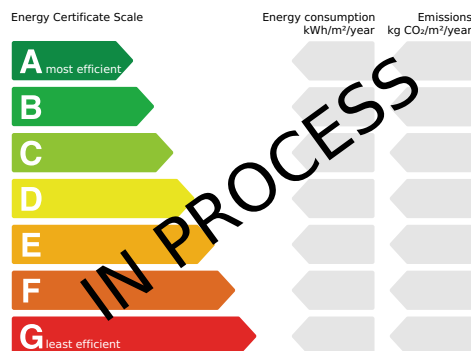 Energy Certificate Scale
Energy consumption
kWh/m²/year
Emissions
kg CO₂/m²/year
A most efficient
B
C
D
E
F
G least efficient
IN PROCESS